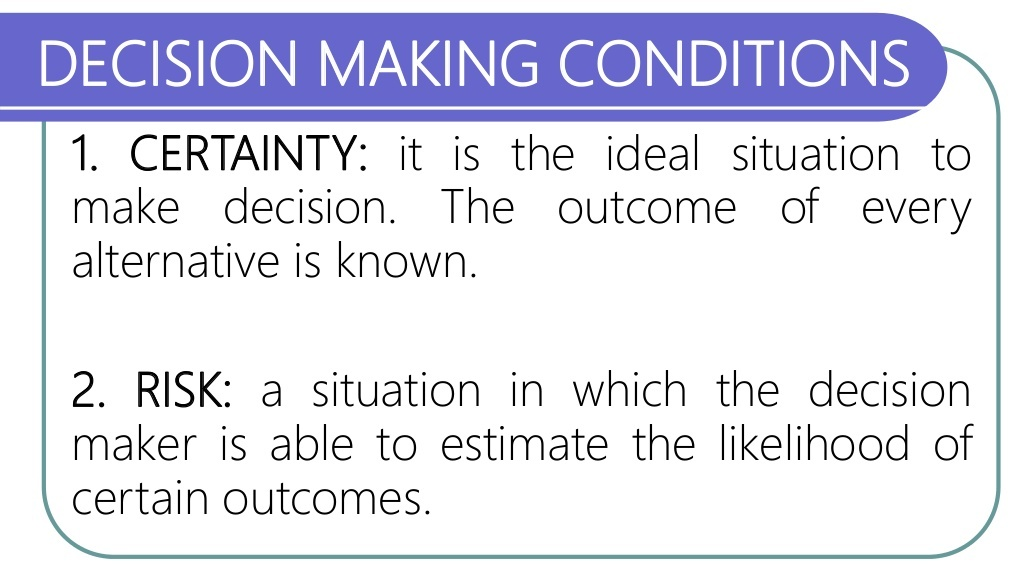 DECISION MAKING CONDITIONS
1. CERTAINTY: it is the ideal situation to
make decision. The outcome of every
alternative is known.
2. RISK: a situation in which the decision
maker is able to estimate the likelihood of
certain outcomes.